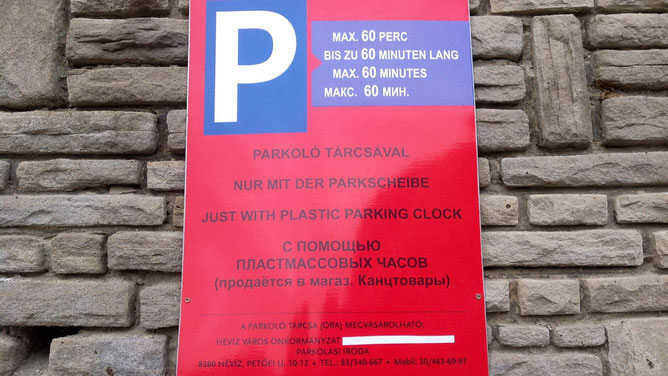 P
MAX. 60 PERC
BIS ZU 60 MINUTEN LANG
MAX. 60 MINUTES
МАКС. 60 МИН.
PARKOLÓ TÁRCSÁVAL
NUR MIT DER PARKSCHEIBE
JUST WITH PLASTIC PARKING CLOCK
С ПОМОЩЬЮ
ПЛАСТМАССОВЫХ ЧАСОВ
(продаётся в магаз. Канцтовары)
A PARKOLÓ TÁRCSA (ÓRA) MEGVÁSÁROLHATÓ:
HÉVÍZ VÁROS ÖNKORMÁNYZAT
PARKOLÁSI IRODA
8380 HÉVÍZ, PETŐFI U. 10-12 • TEL.: 83/540-667 • Mobil: 30/463-69-97